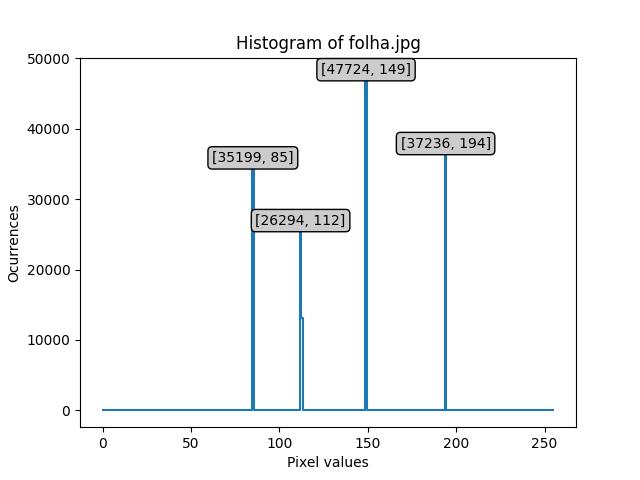 Histogram of folha.jpg
50000
[47724, 149]
40000
[37236, 194]
[35199, 85]
30000
[26294, 112]
20000
10000
0
Ocurrences
0 50 100 150 200 250
Pixel values